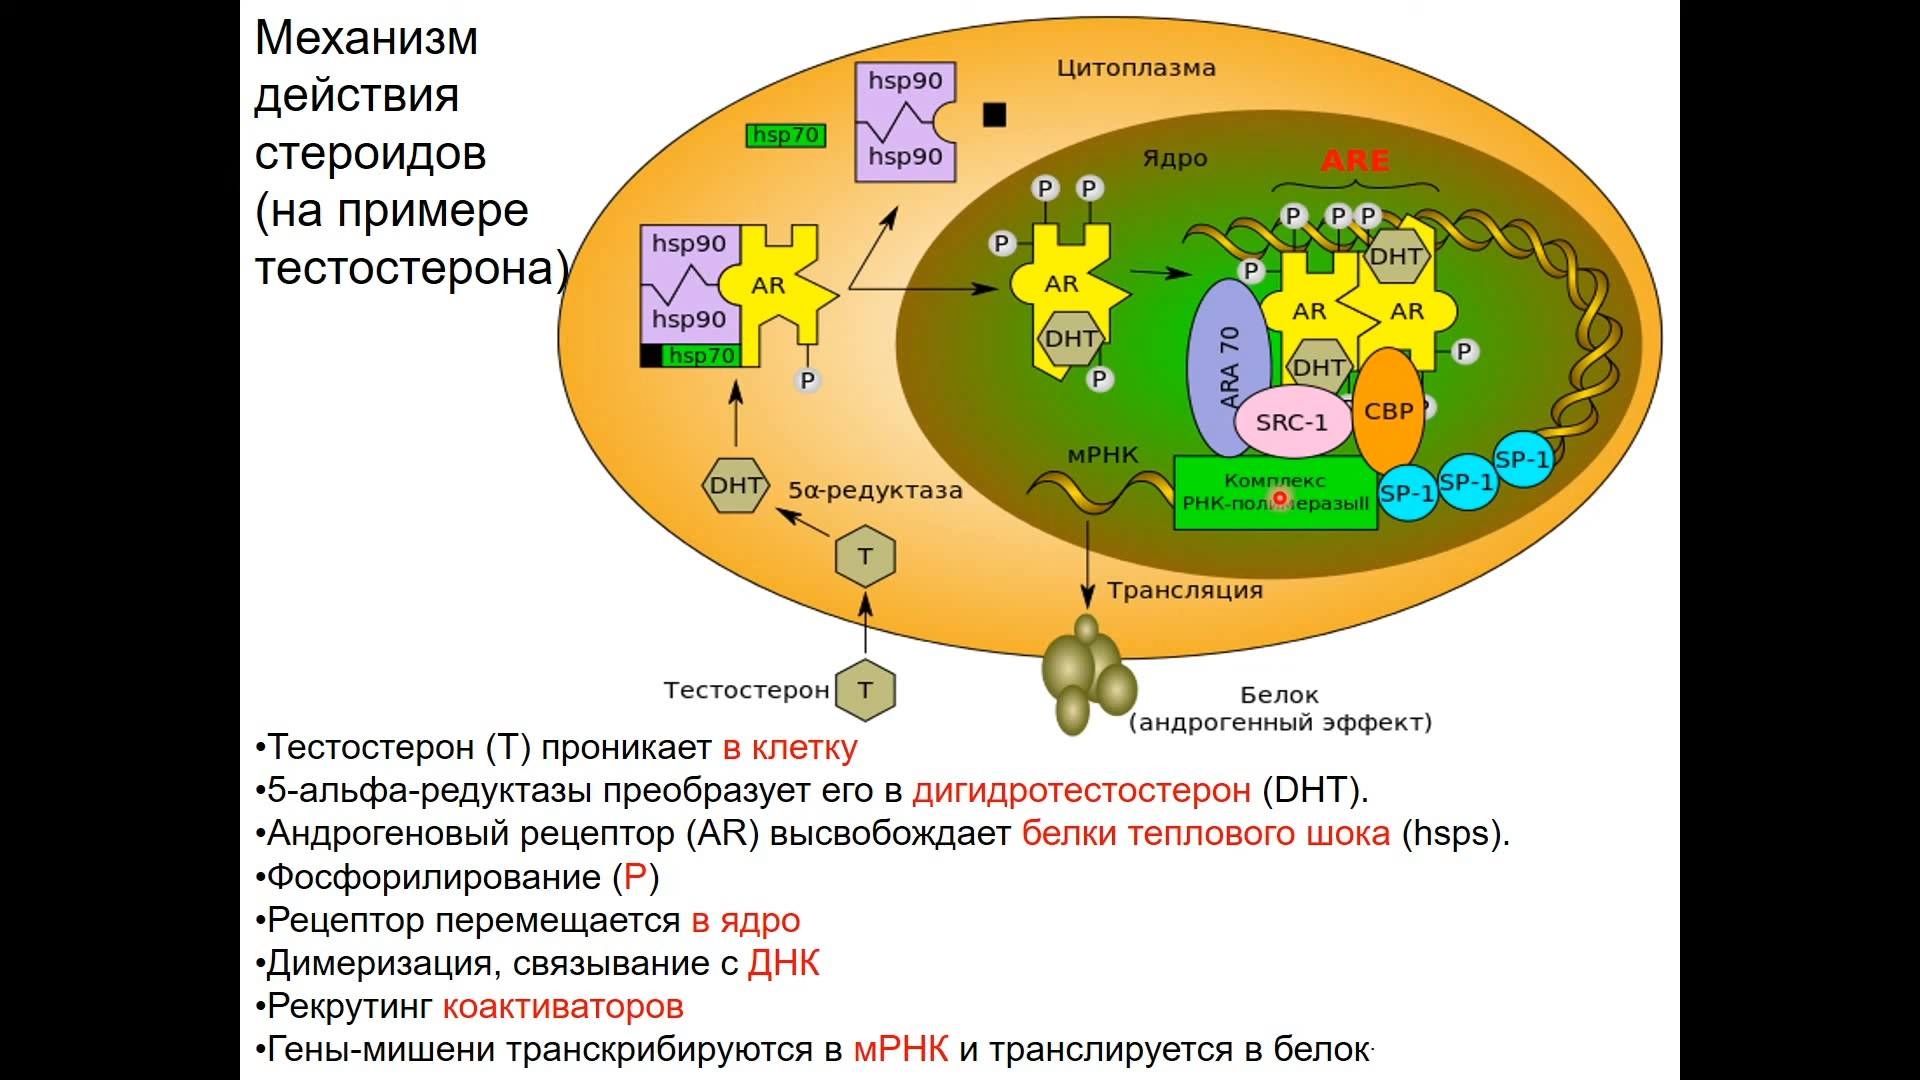 Механизм
действия
стероидов
(на примере
тестостерона)
Цитоплазма
hsp90
hsp90
hsp70
Ядро
ARE
P
P
P
P
P
P
hsp90
hsp90
hsp70
AR
P
AR
DHT
P
P
DHT
AR
AR
DHT
P
P
ARA 70
SRC-1
CBP
мРНК
Комплекс
РНК-полимеразыII
SP-1
SP-1
SP-1
DHT
5α-редуктаза
T
Трансляция
Тестостерон
T
Белок
(андрогенный эффект)
•Тестостерон (Т) проникает в клетку
•5-альфа-редуктазы преобразует его в дигидротестостерон (DHT).
•Андрогеновый рецептор (AR) высвобождает белки теплового шока (hsps).
•Фосфорилирование (P)
•Рецептор перемещается в ядро
•Димеризация, связывание с ДНК
•Рекрутинг коактиваторов
•Гены-мишени транскрибируются в мРНК и транслируется в белок.